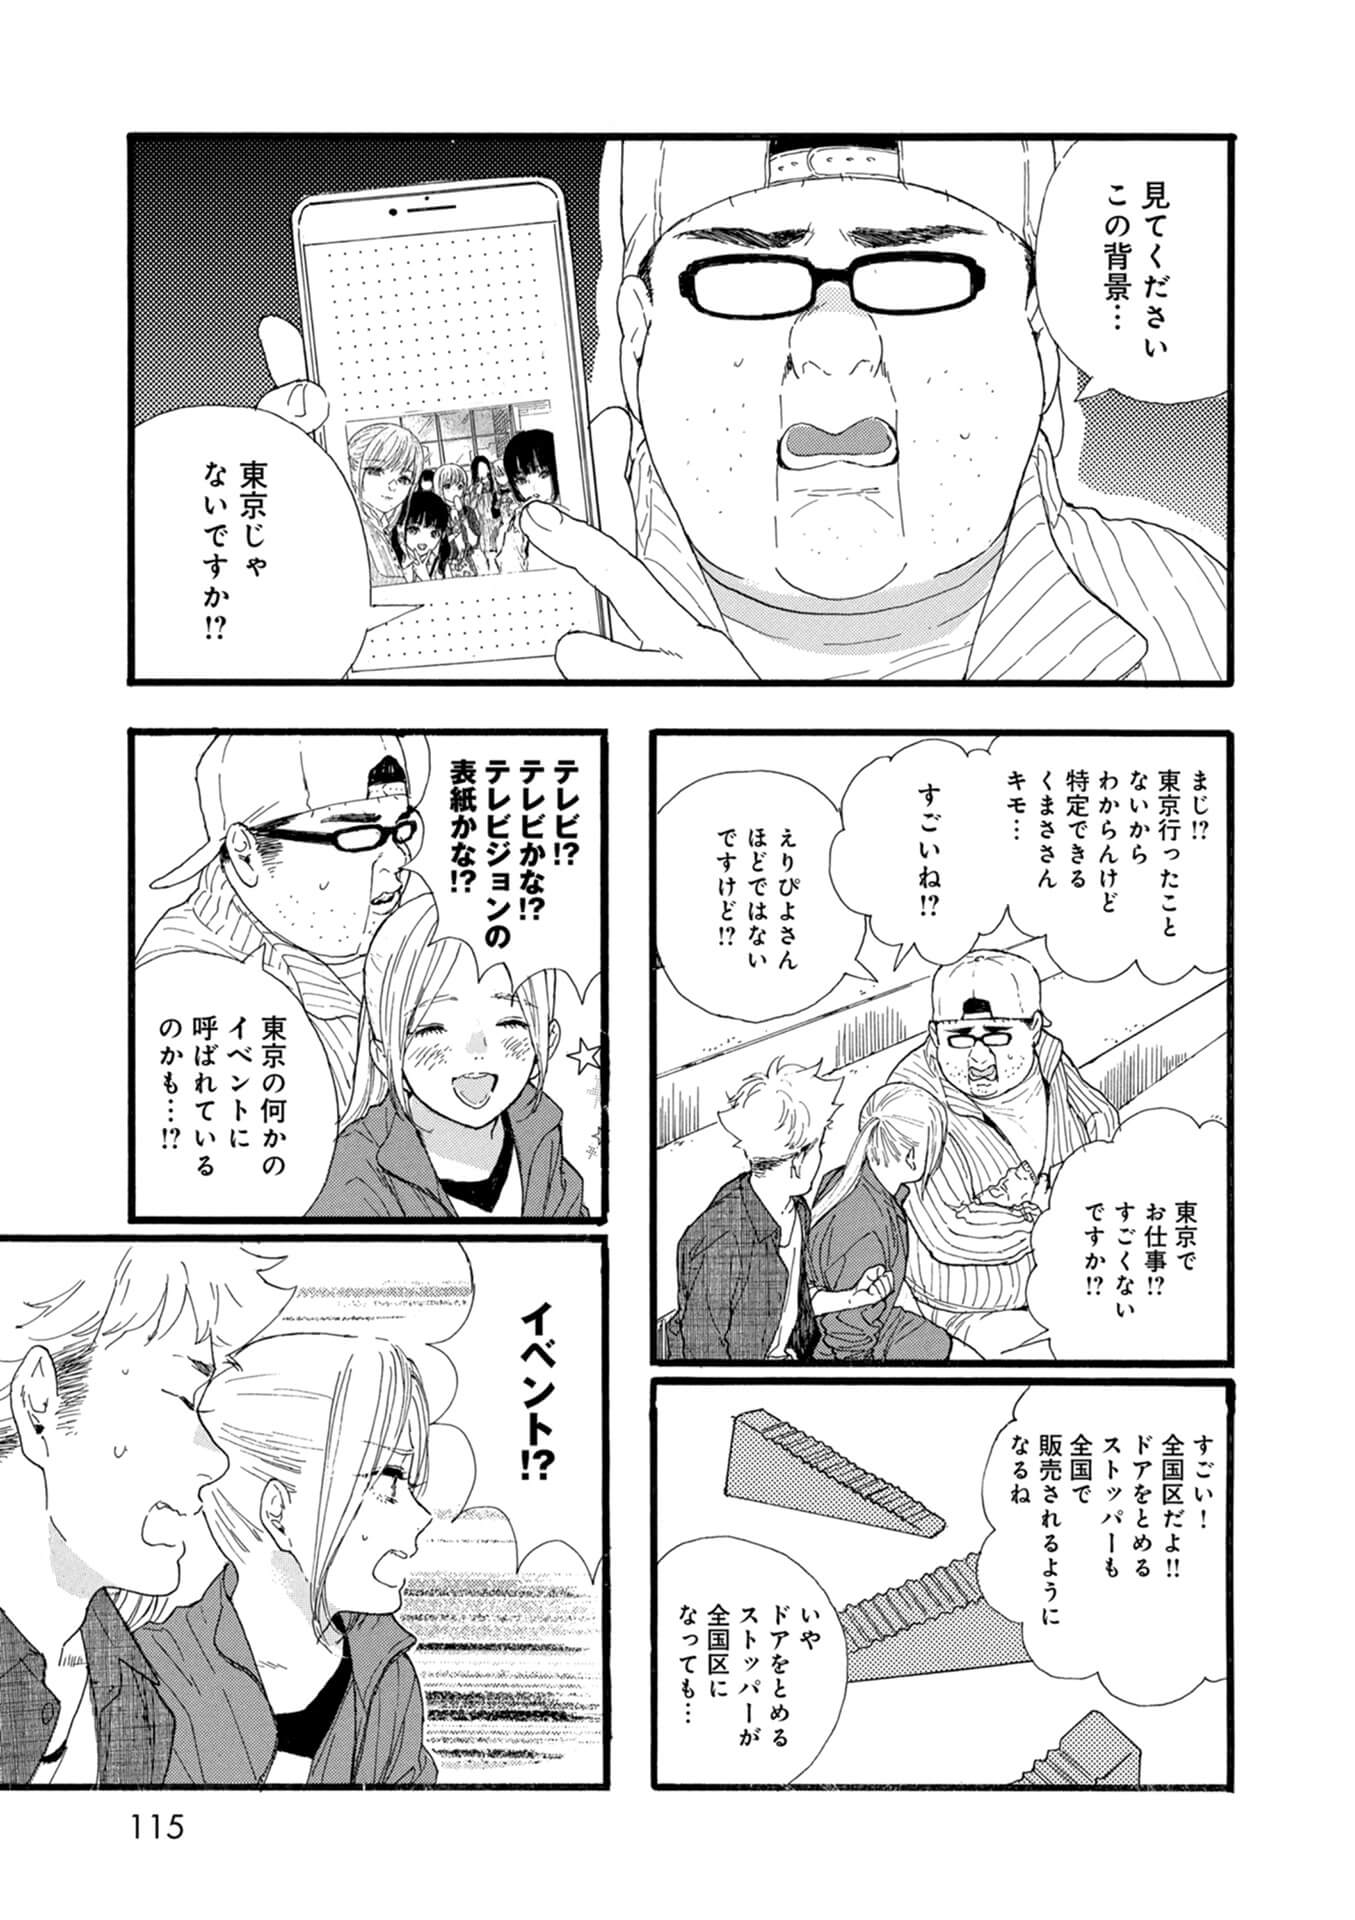 見てください
この背景…
東京じゃ
ないですか!?
まじ!?
東京行ったこと
ないから
わからんけど
特定できる
くまささん
キモ…
すごいね!?
えりぴよさん
ほどではない
ですけど!?
東京で
お仕事!?
すごくない
ですか!?
すごい！
全国区だよ!!
ドアをとめる
ストッパーも
全国で
販売されるように
なるね
いや
ドアをとめる
ストッパーが
全国区に
なっても…
テレビ!?
テレビかな!?
テレビジョンの
表紙かな!?
東京の何かの
イベントに
呼ばれている
のかも…!?
イベント!?
115